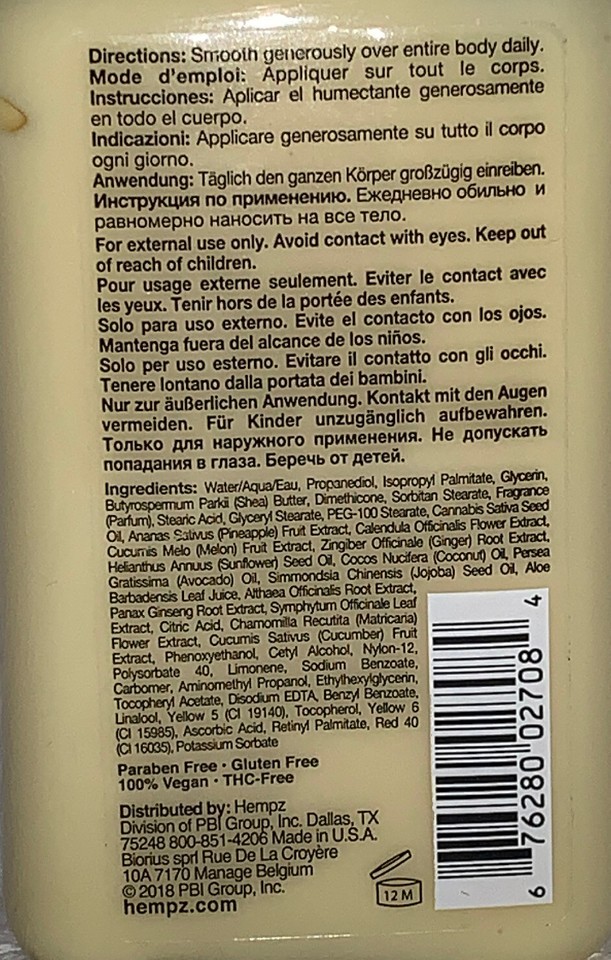 Directions: Smooth generously over entire body daily.
Mode d'emploi: Appliquer sur tout le corps.
Instrucciones: Aplicar el humectante generosamente
en todo el cuerpo.
Indicazioni: Applicare generosamente su tutto il corpo
ogni giorno.
Anwendung: Täglich den ganzen Körper großzügig einreiben.
Инструкция по применению. Ежедневно обильно и
равномерно наносить на все тело.
For external use only. Avoid contact with eyes. Keep out
of reach of children.
Pour usage externe seulement. Eviter le contact avec
les yeux. Tenir hors de la portée des enfants.
Solo para uso externo. Evite el contacto con los ojos.
Mantenga fuera del alcance de los niños.
Solo per uso esterno. Evitare il contatto con gli occhi.
Tenere lontano dalla portata dei bambini.
Nur zur äußerlichen Anwendung. Kontakt mit den Augen
vermeiden. Für Kinder unzugänglich aufbewahren.
Только для наружного применения. Не допускать
попадания в глаза. Беречь от детей.
Ingredients: Water/Aqua/Eau, Propanediol, Isopropyl Palmitate, Glycerin,
Butyrospermum Parkii (Shea) Butter, Dimethicone, Sorbitan Stearate, Fragrance
(Parfum), Stearic Acid, Glyceryl Stearate, PEG-100 Stearate, Cannabis Sativa Seed
Oil, Ananas Sativus (Pineapple) Fruit Extract, Calendula Officinalis Flower Extract,
Cucumis Melo (Melon) Fruit Extract, Zingiber Officinale (Ginger) Root Extract,
Helianthus Annuus (Sunflower) Seed Oil, Cocos Nucifera (Coconut) Oil, Persea
Gratissima (Avocado) Oil, Simmondsia Chinensis (Jojoba) Seed Oil, Aloe
Barbadensis Leaf Juice, Althaea Officinalis Root Extract,
Panax Ginseng Root Extract, Symphytum Officinale Leaf
Extract, Citric Acid, Chamomilla Recutita (Matricaria)
Flower Extract, Cucumis Sativus (Cucumber) Fruit
Extract, Phenoxyethanol, Cetyl Alcohol, Nylon-12,
Polysorbate 40, Limonene, Sodium Benzoate,
Carbomer, Aminomethyl Propanol, Ethylhexylglycerin,
Tocopheryl Acetate, Disodium EDTA, Benzyl Benzoate,
Linalool, Yellow 5 (CI 19140), Tocopherol, Yellow 6
(CI 15985), Ascorbic Acid, Retinyl Palmitate, Red 40
(CI 16035), Potassium Sorbate
Paraben Free • Gluten Free
100% Vegan • THC-Free
Distributed by: Hempz
Division of PBI Group, Inc. Dallas, TX
75248 800-851-4206 Made in U.S.A.
Biorius sprl Rue De La Croyère
10A 7170 Manage Belgium
© 2018 PBI Group, Inc.
hempz.com
12 M
6 76280 02708 4